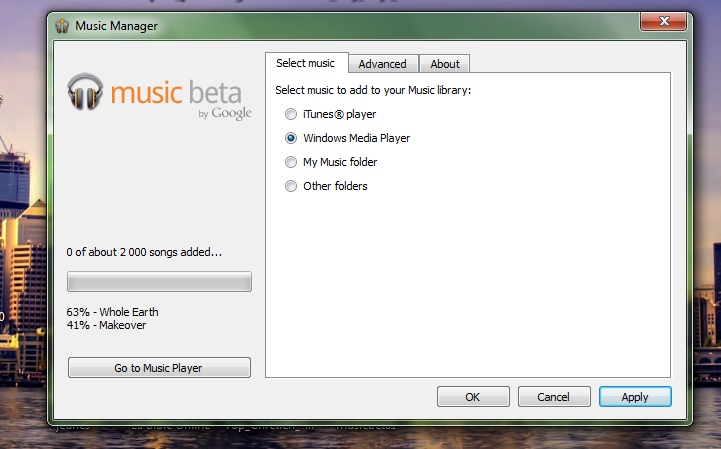 Music Manager
music beta
by Google
Select music
Advanced
About
Select music to add to your Music library:
iTunes® player
Windows Media Player
My Music folder
Other folders
0 of about 2 000 songs added...
63% - Whole Earth
41% - Makeover
Go to Music Player
OK
Cancel
Apply